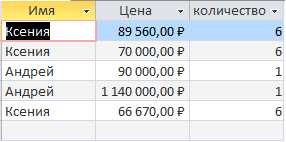 Имя Цена количество
Ксения 89 560,00 ₽ 6
Ксения 70 000,00 ₽ 6
Андрей 90 000,00 ₽ 1
Андрей 1 140 000,00 ₽ 1
Ксения 66 670,00 ₽ 6